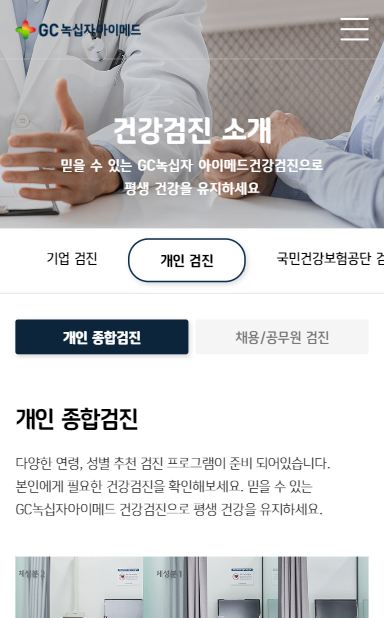 GC 녹십자아이메드
건강검진 소개
믿을 수 있는 GC녹십자 아이메드건강검진으로
평생 건강을 유지하세요
기업 검진
개인 검진
국민건강보험공단 검
개인 종합검진
채용/공무원 검진
개인 종합검진
다양한 연령, 성별 추천 검진 프로그램이 준비 되어있습니다.
본인에게 필요한 건강검진을 확인해보세요. 믿을 수 있는
GC녹십자아이메드 건강검진으로 평생 건강을 유지하세요.
체성분 2
체성분 1